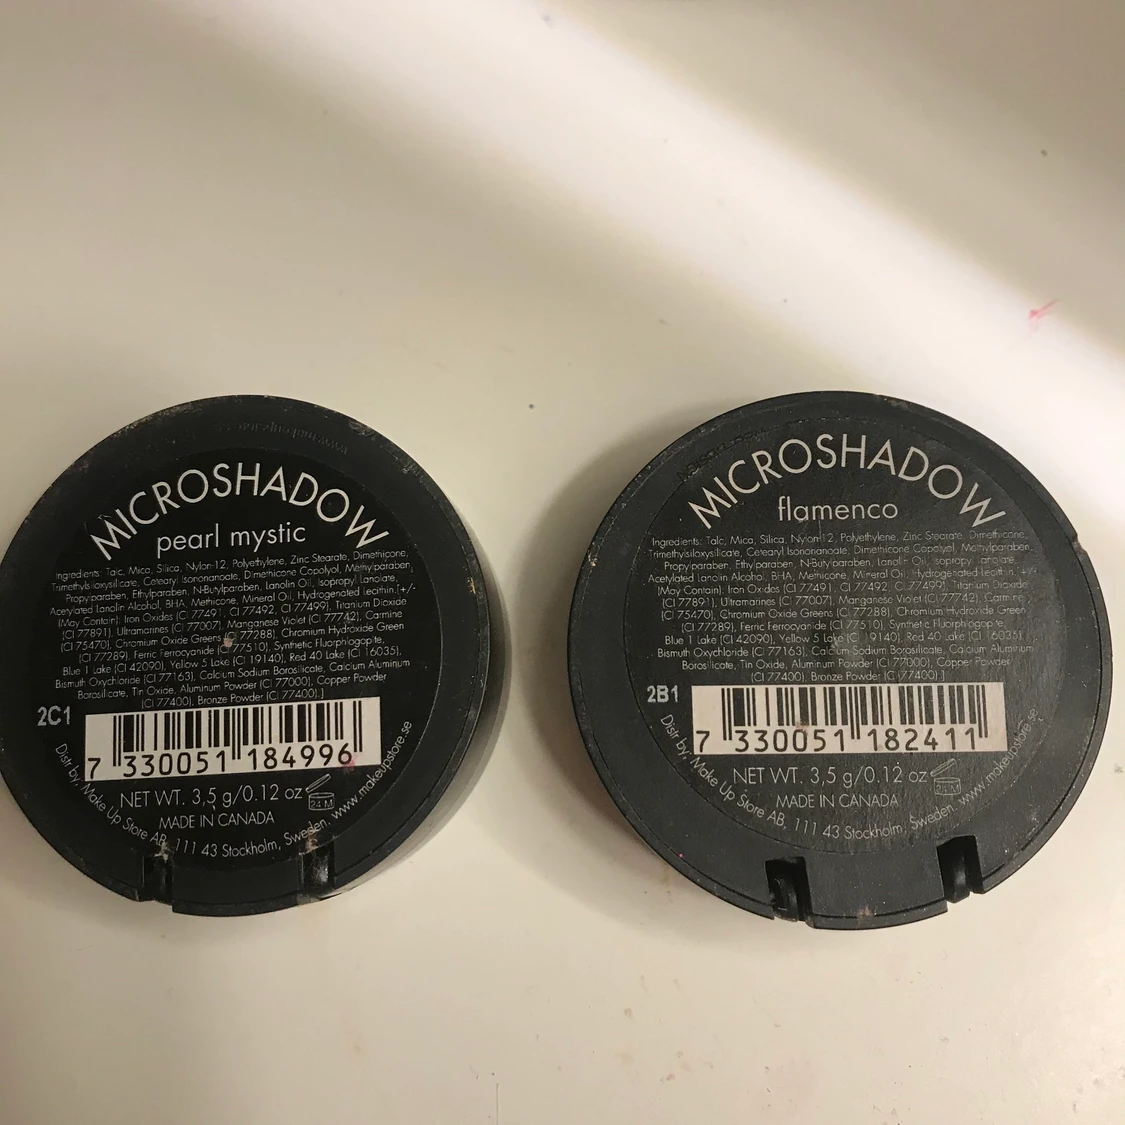 MICROSHADOW
pearl mystic
Ingredients: Talc, Mica, Silica, Nylon-12, Polyethylene, Zinc Stearate, Dimethicone,
Trimethylsiloxysilicate, Cetearyl Isononanoate, Dimethicone Copolyol, Methylparaben,
Propylparaben, Ethylparaben, N-Butylparaben, Lanolin Oil, Isopropyl Lanolate,
Acetylated Lanolin Alcohol, BHA, Methicone, Mineral Oil, Hydrogenated Lecithin, [+/-
(May Contain): Iron Oxides (CI 77491, CI 77492, CI 77499), Titanium Dioxide
(CI 77891), Ultramarines (CI 77007), Manganese Violet (CI 77742), Carmine
(CI 75470), Chromium Oxide Greens 77288), Chromium Hydroxide Green
(CI 77289), Ferric Ferrocyanide (CI 77510), Synthetic Fluorphlogopite,
Blue 1 Lake (CI 42090), Yellow 5 Lake (CI 19140), Red 40 Lake (CI 16035),
Bismuth Oxychloride (CI 77163), Calcium Sodium Borosilicate, Calcium Aluminum
Borosilicate, Tin Oxide, Aluminum Powder (CI 77000), Copper Powder
(CI 77400), Bronze Powder (CI 77400).]
2C1
7 330051 184996
NET WT. 3,5 g/0.12 oz
24 M
MADE IN CANADA
Distr by: Make Up Store AB, 111 43 Stockholm, Sweden. www.makeupstore.se
MICROSHADOW
flamenco
Ingredients: Talc, Mica, Silica, Nylon-12, Polyethylene, Zinc Stearate, Dimethicone,
Trimethylsiloxysilicate, Cetearyl Isononanoate, Dimethicone Copolyol, Methylparaben,
Propylparaben, Ethylparaben, N-Butylparaben, Lanolin Oil, Isopropyl Lanolate,
Acetylated Lanolin Alcohol, BHA, Methicone, Mineral Oil, Hydrogenated Lecithin, [+/-
(May Contain): Iron Oxides (CI 77491, CI 77492, CI 77499), Titanium Dioxide
(CI 77891), Ultramarines (CI 77007), Manganese Violet (CI 77742), Carmine
(CI 75470), Chromium Oxide Greens (CI 77288), Chromium Hydroxide Green
(CI 77289), Ferric Ferrocyanide (CI 77510), Synthetic Fluorphlogopite,
Blue 1 Lake (CI 42090), Yellow 5 Lake (CI 19140), Red 40 Lake (CI 16035),
Bismuth Oxychloride (CI 77163), Calcium Sodium Borosilicate, Calcium Aluminum
Borosilicate, Tin Oxide, Aluminum Powder (CI 77000), Copper Powder
(CI 77400), Bronze Powder (CI 77400).]
2B1
7 330051 182411
NET WT. 3,5 g/0.12 oz
24 M
MADE IN CANADA
Distr by: Make Up Store AB, 111 43 Stockholm, Sweden. www.makeupstore.se